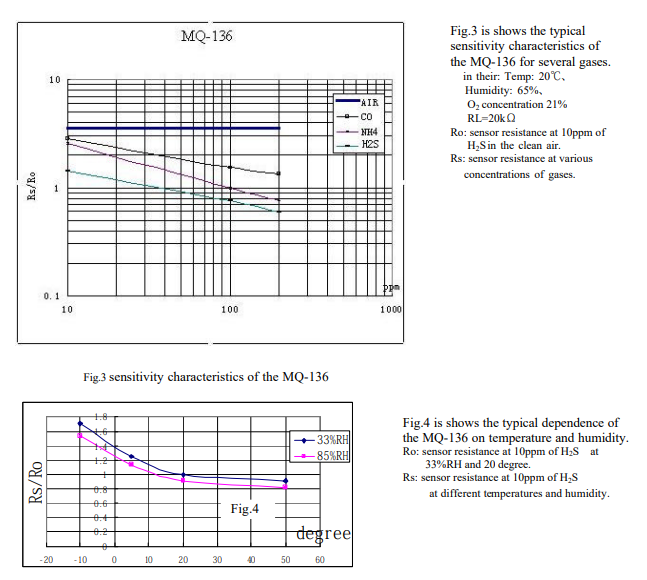 MQ-136
10
1
0.1
Rs/Ro
10
100
1000
ppm
AIR
CO
NH4
H2S
Fig.3 is shows the typical
sensitivity characteristics of
the MQ-136 for several gases.
in their: Temp: 20℃、
Humidity: 65%、
O₂ concentration 21%
RL=20kΩ
Ro: sensor resistance at 10ppm of
H₂S in the clean air.
Rs: sensor resistance at various
concentrations of gases.
Fig.3 sensitivity characteristics of the MQ-136
Rs/Ro
1.8
1.6
1.4
1.2
1
0.8
0.6
0.4
0.2
0
-20 -10 0 10 20 30 40 50 60
33%RH
85%RH
Fig.4
degree
Fig.4 is shows the typical dependence of
the MQ-136 on temperature and humidity.
Ro: sensor resistance at 10ppm of H₂S at
33%RH and 20 degree.
Rs: sensor resistance at 10ppm of H₂S
at different temperatures and humidity.